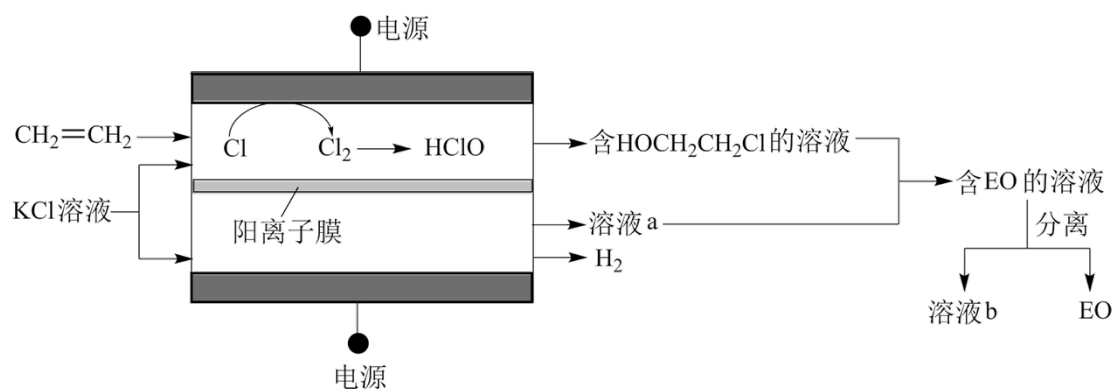 电源
CH₂=CH₂
Cl
Cl₂
HClO
含HOCH₂CH₂Cl的溶液
KCl溶液
阳离子膜
溶液a
H₂
含EO的溶液
分离
溶液b
EO
电源